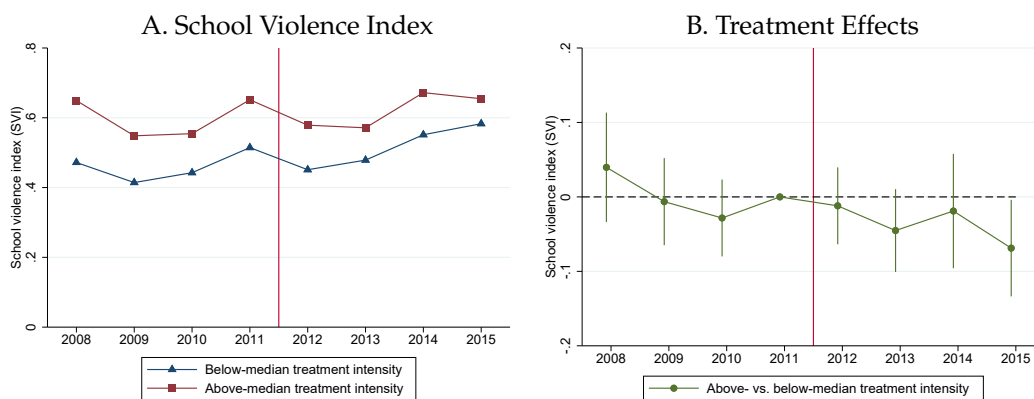 A. School Violence Index
School violence index (SVI)
.8
.6
.4
.2
0
2008 2009 2010 2011 2012 2013 2014 2015
Below-median treatment intensity
Above-median treatment intensity
B. Treatment Effects
School violence index (SVI)
.2
.1
0
-.1
-.2
2008 2009 2010 2011 2012 2013 2014 2015
Above- vs. below-median treatment intensity